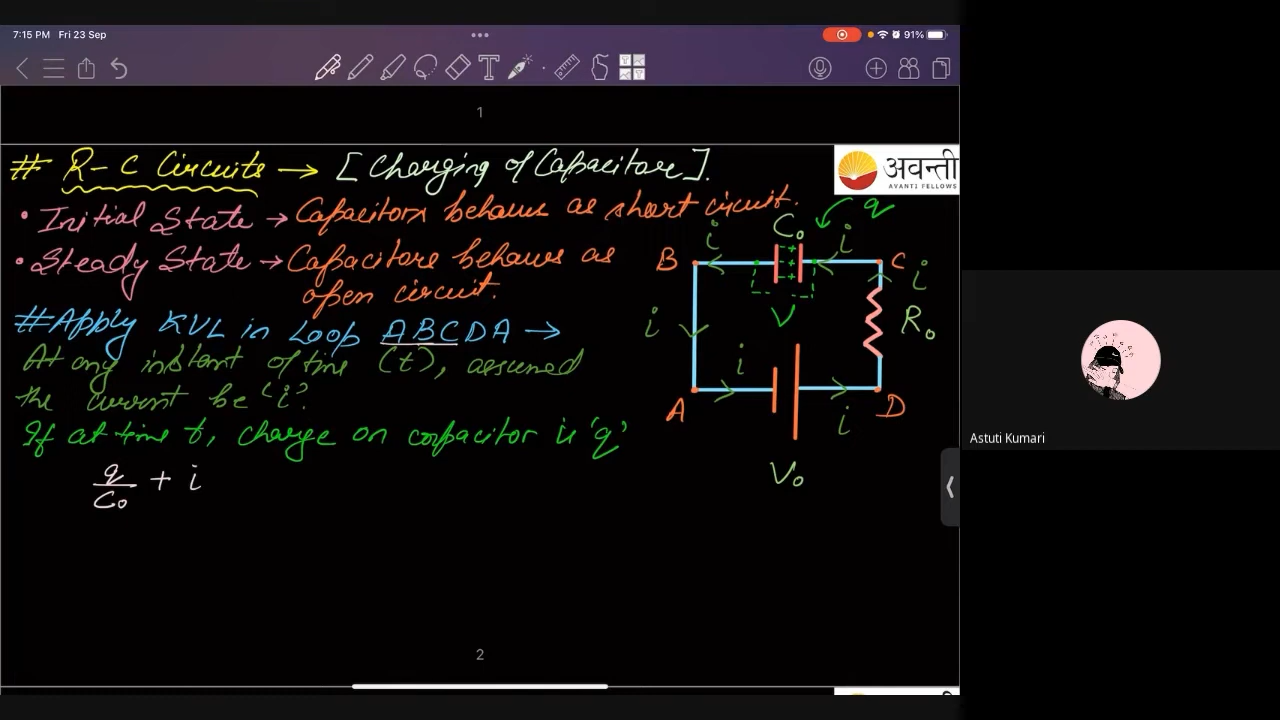 7:15 PM Fri 23 Sep
91%
1
# R-C Circuits → [Charging of Capacitor].
अवन्ती
AVANTI FELLOWS
• Initial State → Capacitor behaves as short circuit.
• Steady State → Capacitor behaves as
open circuit.
# Apply KVL in Loop ABCDA →
At any instant of time (t), assumed
the current be 'i'.
If at time t, charge on capacitor is 'q'
q/C₀ + i
C₀ q
i i
B C
i
V R₀
i
i
A D
i
V₀
Astuti Kumari
2